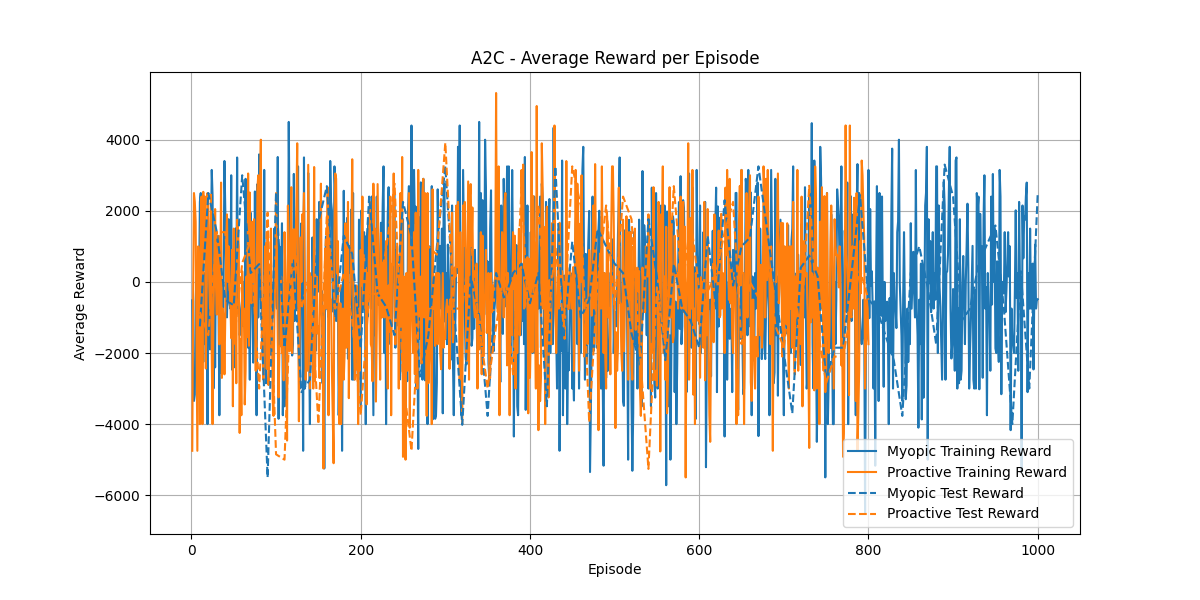 A2C - Average Reward per Episode
Average Reward
4000
2000
0
−2000
−4000
−6000
0
200
400
600
800
1000
Episode
Myopic Training Reward
Proactive Training Reward
Myopic Test Reward
Proactive Test Reward